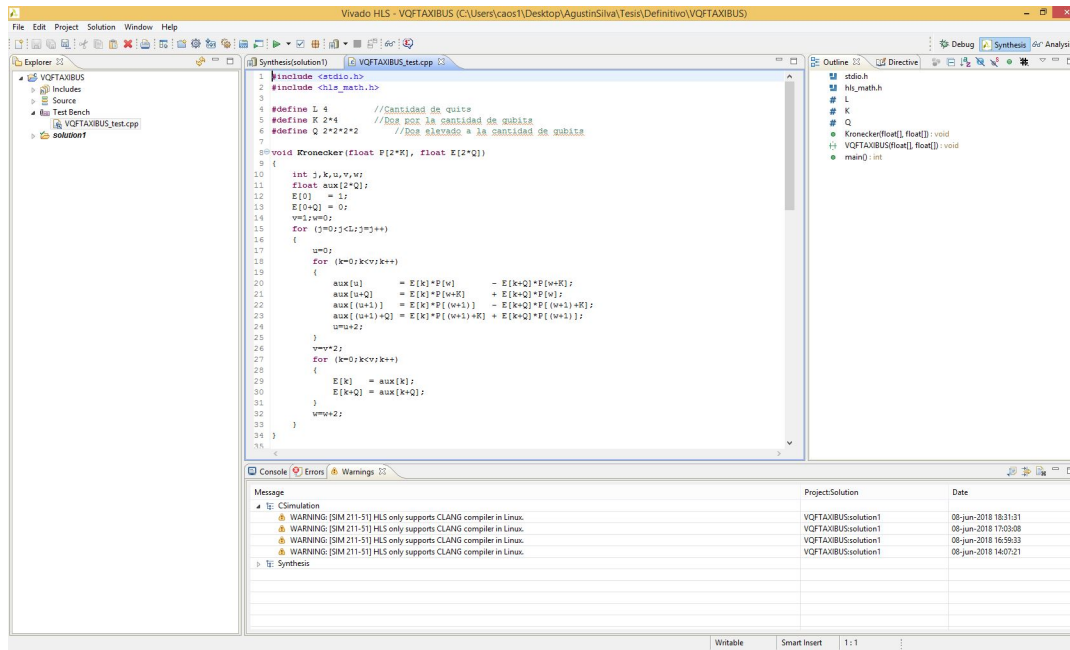 Vivado HLS - VQFTAXIBUS (C:\Users\caos1\Desktop\AgustinSilva\Tesis\Definitivo\VQFTAXIBUS)
File Edit Project Solution Window Help
Debug Synthesis Analysi
Explorer
VQFTAXIBUS
Includes
Source
Test Bench
VQFTAXIBUS_test.cpp
solution1
Synthesis(solution1) VQFTAXIBUS_test.cpp
1 #include <stdio.h>
2 #include <hls_math.h>
3
4 #define L 4 //Cantidad de quits
5 #define K 2*4 //Dos por la cantidad de qubits
6 #define Q 2*2*2*2 //Dos elevado a la cantidad de qubits
7
8 void Kronecker(float P[2*K], float E[2*Q])
9 {
10 int j,k,u,v,w;
11 float aux[2*Q];
12 E[0] = 1;
13 E[0+Q] = 0;
14 v=1;w=0;
15 for (j=0;j<L;j=j++)
16 {
17 u=0;
18 for (k=0;k<v;k++)
19 {
20 aux[u] = E[k]*P[w] - E[k+Q]*P[w+K];
21 aux[u+Q] = E[k]*P[w+K] + E[k+Q]*P[w];
22 aux[(u+1)] = E[k]*P[(w+1)] - E[k+Q]*P[(w+1)+K];
23 aux[(u+1)+Q] = E[k]*P[(w+1)+K] + E[k+Q]*P[(w+1)];
24 u=u+2;
25 }
26 v=v*2;
27 for (k=0;k<v;k++)
28 {
29 E[k] = aux[k];
30 E[k+Q] = aux[k+Q];
31 }
32 w=w+2;
33 }
34 }
35
Outline Directive
stdio.h
hls_math.h
# L
# K
# Q
Kronecker(float[], float[]) : void
VQFTAXIBUS(float[], float[]) : void
main() : int
Console Errors Warnings
Message Project:Solution Date
CSimulation
WARNING: [SIM 211-51] HLS only supports CLANG compiler in Linux. VQFTAXIBUS:solution1 08-jun-2018 18:31:31
WARNING: [SIM 211-51] HLS only supports CLANG compiler in Linux. VQFTAXIBUS:solution1 08-jun-2018 17:03:08
WARNING: [SIM 211-51] HLS only supports CLANG compiler in Linux. VQFTAXIBUS:solution1 08-jun-2018 16:59:33
WARNING: [SIM 211-51] HLS only supports CLANG compiler in Linux. VQFTAXIBUS:solution1 08-jun-2018 14:07:21
Synthesis
Writable Smart Insert 1 : 1